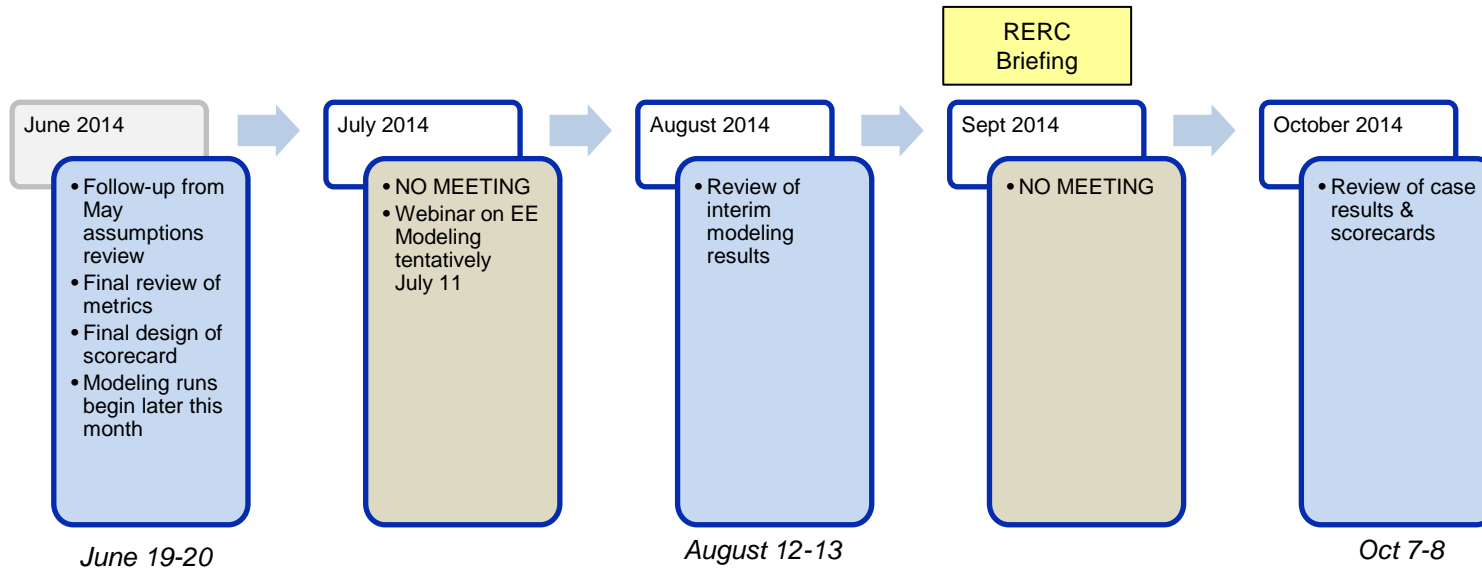 RERC
Briefing
June 2014
• Follow-up from
May
assumptions
review
• Final review of
metrics
• Final design of
scorecard
• Modeling runs
begin later this
month
June 19-20
July 2014
• NO MEETING
• Webinar on EE
Modeling
tentatively
July 11
August 2014
• Review of
interim
modeling
results
August 12-13
Sept 2014
• NO MEETING
October 2014
• Review of case
results &
scorecards
Oct 7-8